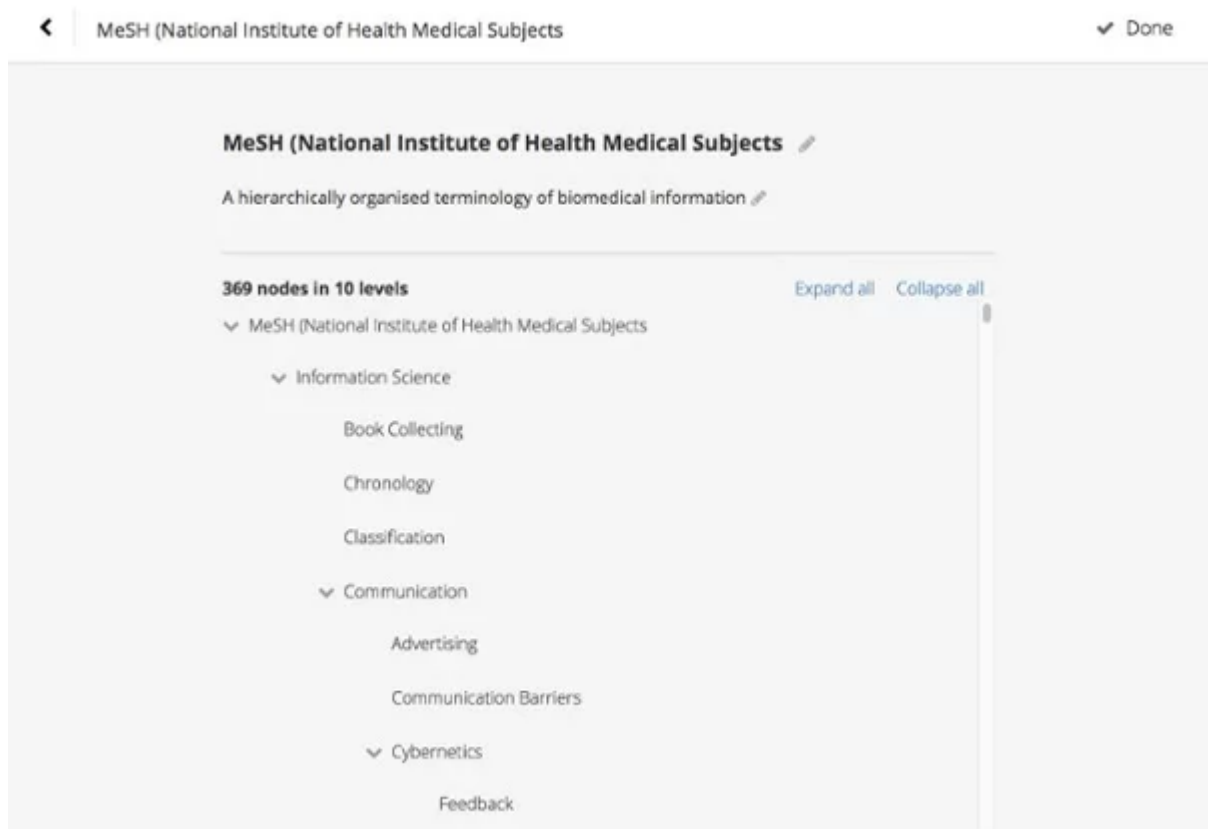 MeSH (National Institute of Health Medical Subjects
Done
MeSH (National Institute of Health Medical Subjects
A hierarchically organised terminology of biomedical information
369 nodes in 10 levels
Expand all Collapse all
MeSH (National Institute of Health Medical Subjects
Information Science
Book Collecting
Chronology
Classification
Communication
Advertising
Communication Barriers
Cybernetics
Feedback